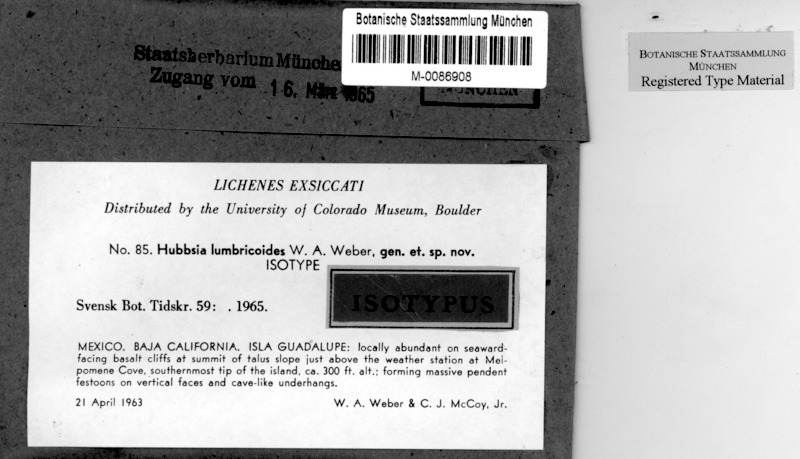 Botanische Staatssammlung München
M-0086908
Staatsherbarium Münche
Zugang vom 16. März 1965
MÜNCHEN
BOTANISCHE STAATSSAMMLUNG
MÜNCHEN
Registered Type Material
LICHENES EXSICCATI
Distributed by the University of Colorado Museum, Boulder
No. 85. Hubbsia lumbricoides W. A. Weber, gen. et. sp. nov.
ISOTYPE
ISOTYPUS
Svensk Bot. Tidskr. 59: . 1965.
MEXICO. BAJA CALIFORNIA. ISLA GUADALUPE: locally abundant on seaward-
facing basalt cliffs at summit of talus slope just above the weather station at Mel-
pomene Cove, southernmost tip of the island, ca. 300 ft. alt.; forming massive pendent
festoons on vertical faces and cave-like underhangs.
21 April 1963 W. A. Weber & C. J. McCoy, Jr.